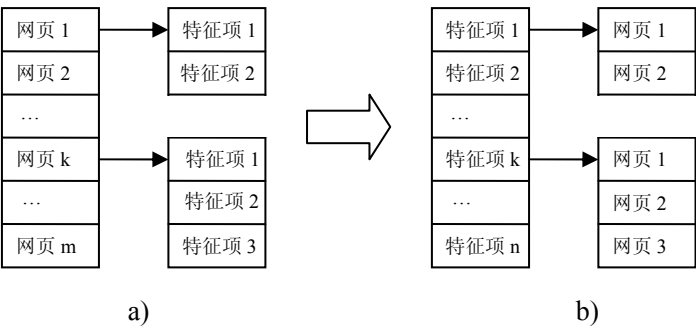 网页 1
网页 2
…
网页 k
…
网页 m
特征项 1
特征项 2
特征项 1
特征项 2
特征项 3
a)
特征项 1
特征项 2
…
特征项 k
…
特征项 n
网页 1
网页 2
网页 1
网页 2
网页 3
b)